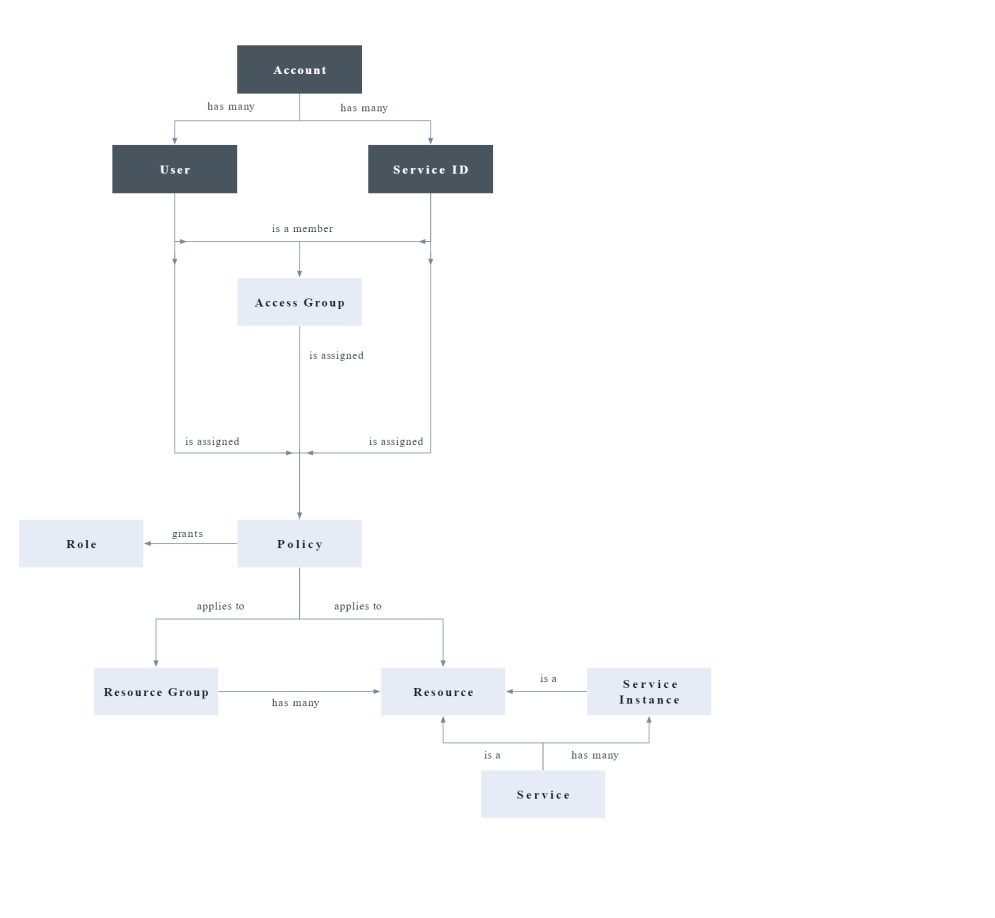 Account
has many
has many
User
Service ID
is a member
Access Group
is assigned
is assigned
is assigned
Role
grants
Policy
applies to
applies to
Resource Group
has many
Resource
is a
Service
Instance
is a
has many
Service